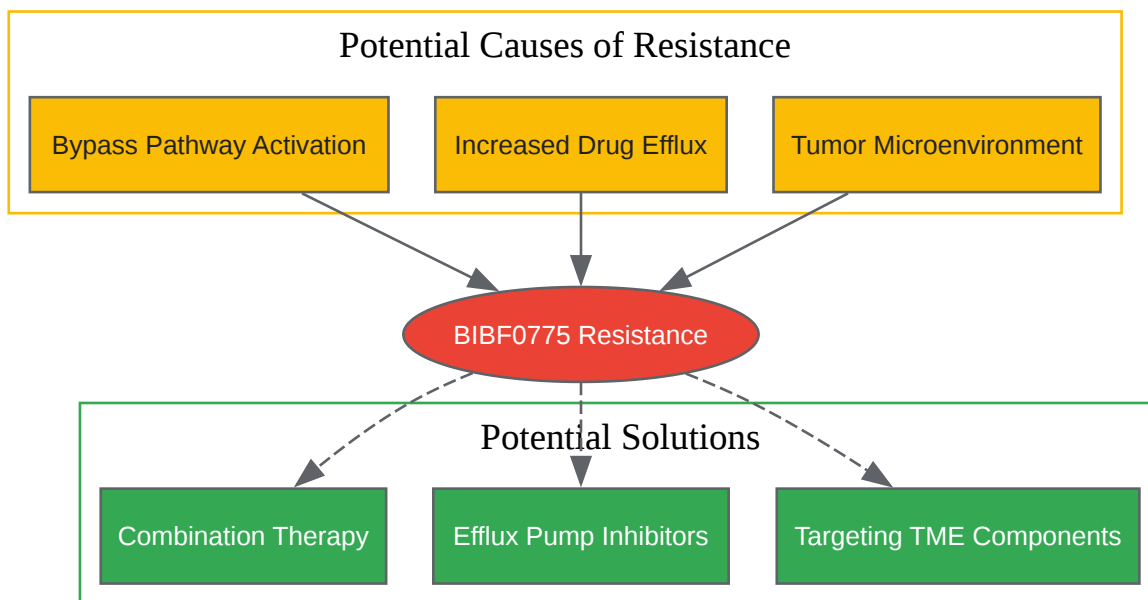 Potential Causes of Resistance
Bypass Pathway Activation
Increased Drug Efflux
Tumor Microenvironment
BIBF0775 Resistance
Potential Solutions
Combination Therapy
Efflux Pump Inhibitors
Targeting TME Components